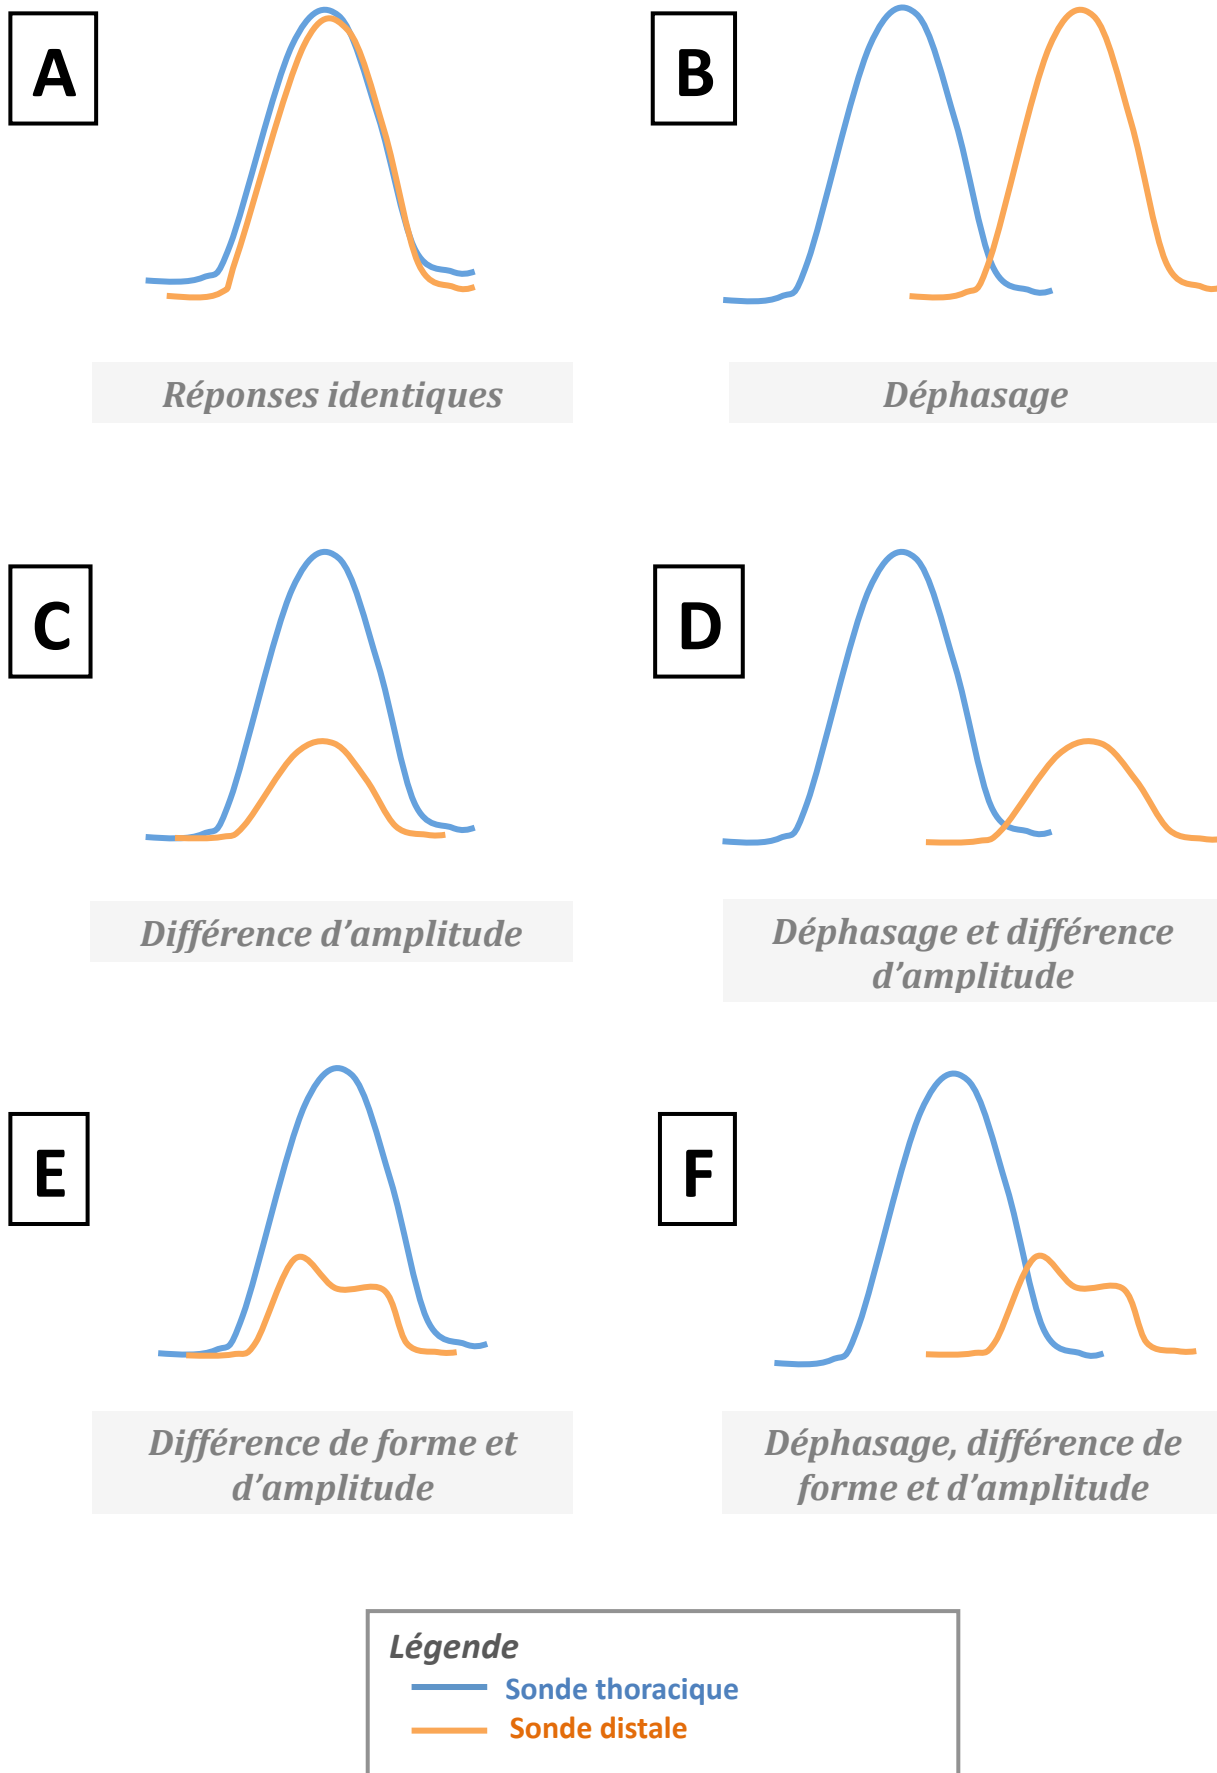 A
B
Réponses identiques
Déphasage
C
D
Différence d'amplitude
Déphasage et différence
d'amplitude
E
F
Différence de forme et
d'amplitude
Déphasage, différence de
forme et d'amplitude
Légende
Sonde thoracique
Sonde distale